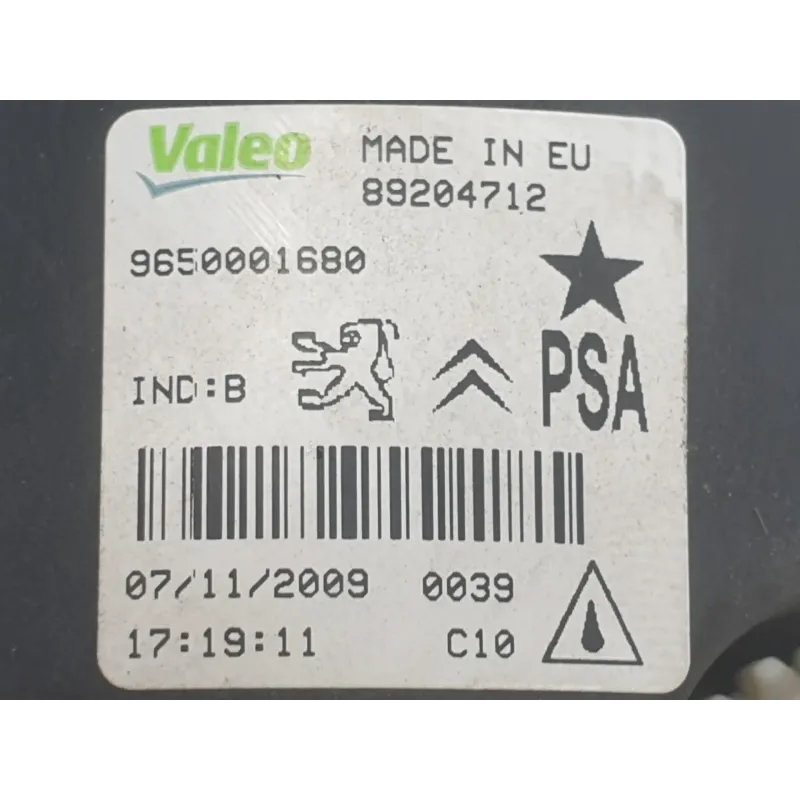 Valeo MADE IN EU
89204712
9650001680
IND:B PSA
07/11/2009 0039
17:19:11 C10